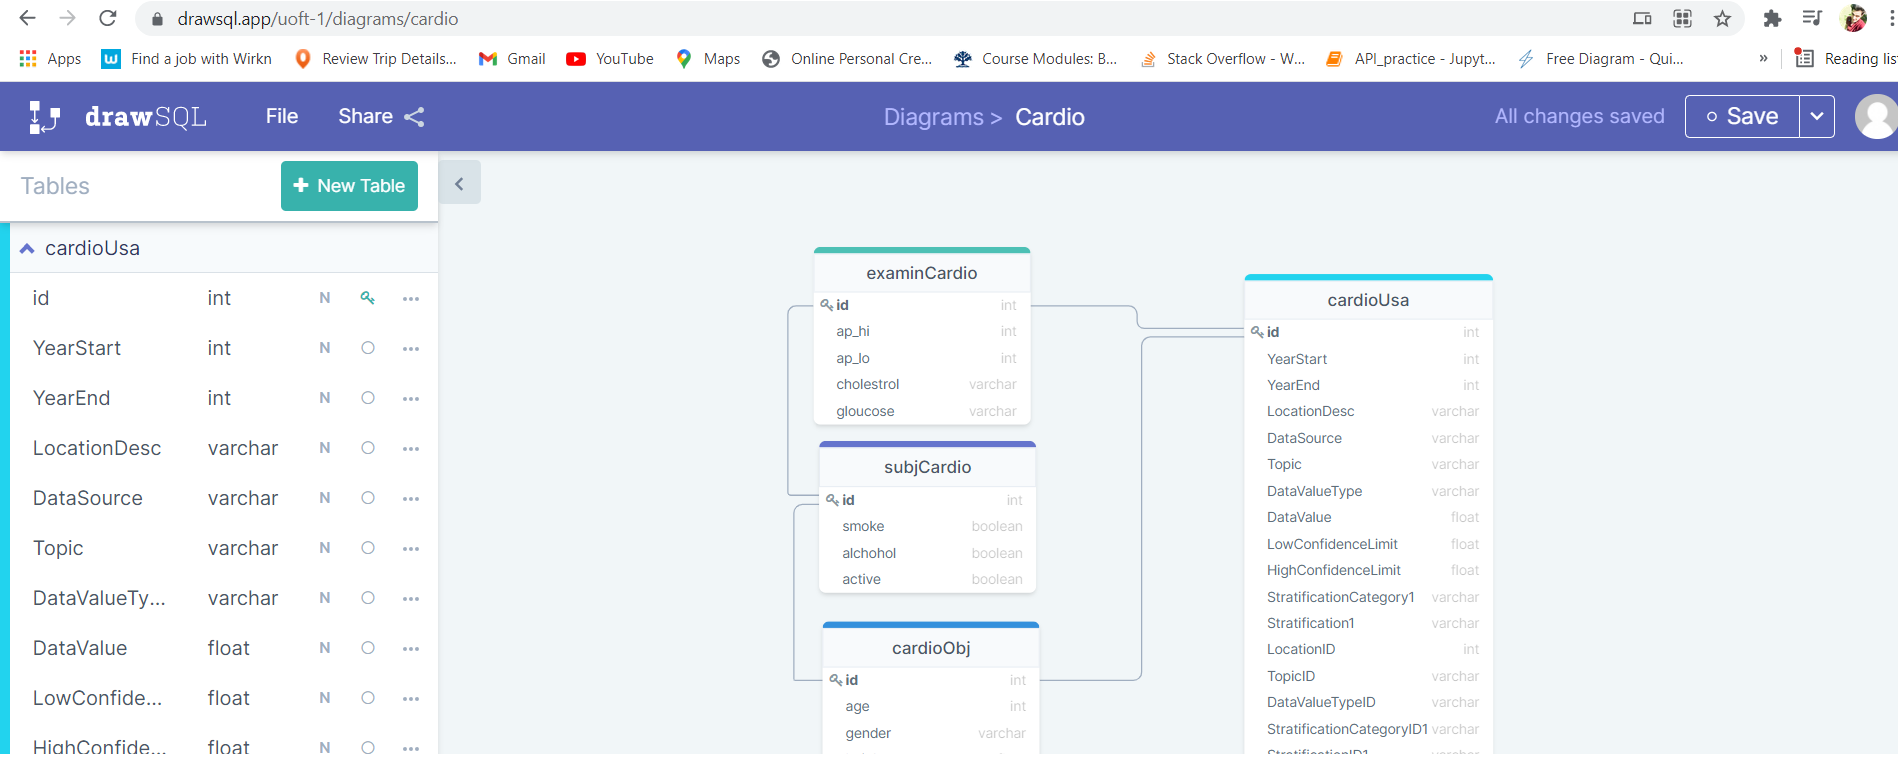 drawsql.app/uoft-1/diagrams/cardio
Apps Find a job with Wirkn Review Trip Details... Gmail YouTube Maps Online Personal Cre... Course Modules: B... Stack Overflow - W... API_practice - Jupyt... Free Diagram - Qui... » Reading lis
drawSQL File Share Diagrams > Cardio All changes saved Save
Tables + New Table
cardioUsa
id int N
YearStart int N
YearEnd int N
LocationDesc varchar N
DataSource varchar N
Topic varchar N
DataValueTy... varchar N
DataValue float N
LowConfide... float N
HighConfide... float N
examinCardio
id int
ap_hi int
ap_lo int
cholestrol varchar
gloucose varchar
subjCardio
id int
smoke boolean
alchohol boolean
active boolean
cardioObj
id int
age int
gender varchar
cardioUsa
id int
YearStart int
YearEnd int
LocationDesc varchar
DataSource varchar
Topic varchar
DataValueType varchar
DataValue float
LowConfidenceLimit float
HighConfidenceLimit float
StratificationCategory1 varchar
Stratification1 varchar
LocationID int
TopicID varchar
DataValueTypeID varchar
StratificationCategoryID1 varchar
StratificationID1 varchar